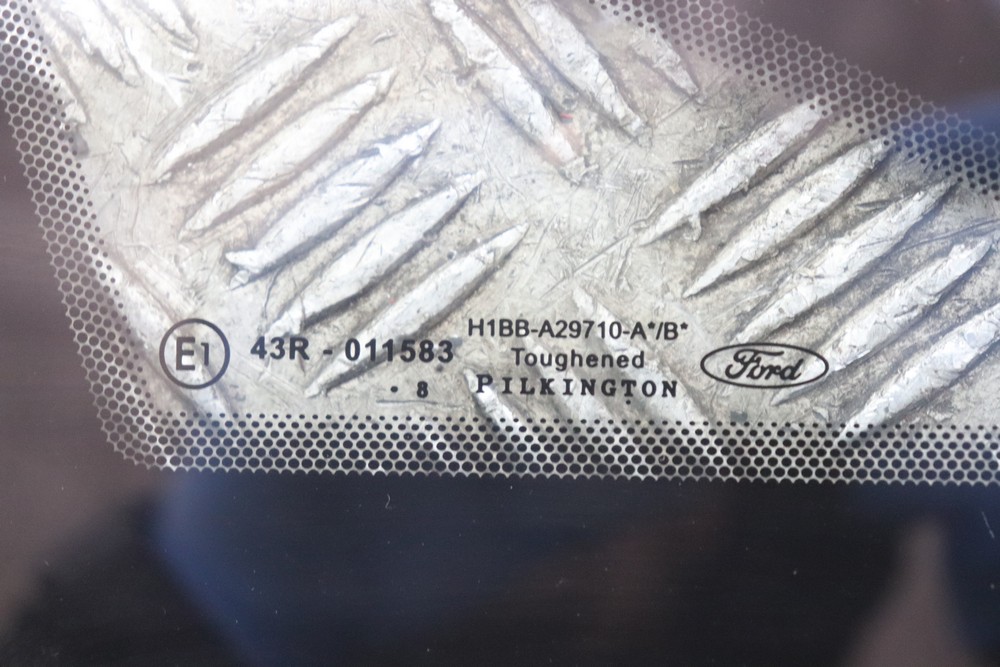 E1
43R - 011583
. 8
H1BB-A29710-A*/B*
Toughened
PILKINGTON
Ford